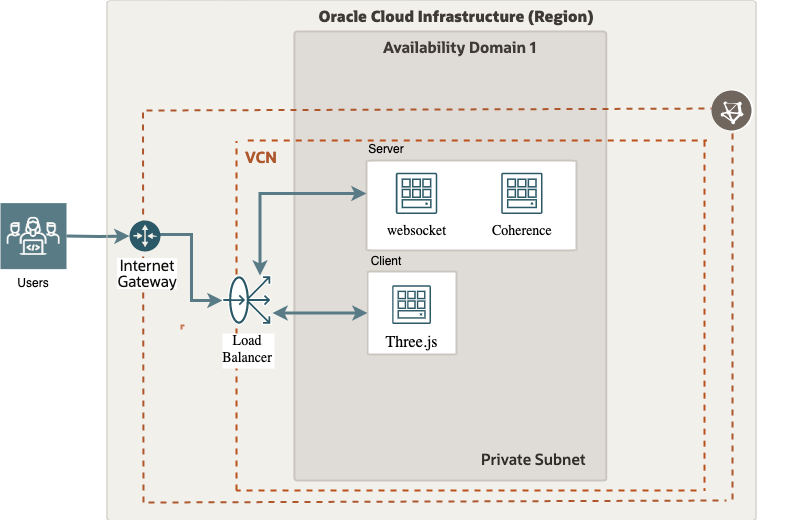 Oracle Cloud Infrastructure (Region)
Availability Domain 1
VCN
Server
websocket
Coherence
Users
Internet
Gateway
Client
Load
Balancer
Three.js
Private Subnet